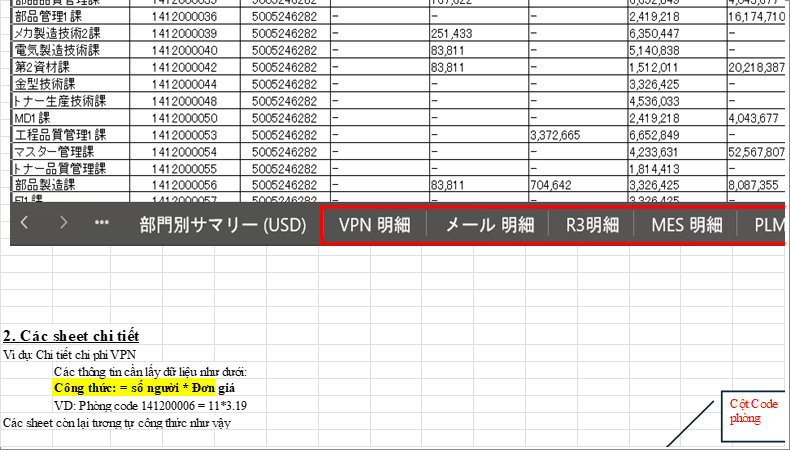 部品管理1課 1412000036 5005246282 - - - 2,419,218 16,174,710
メカ製造技術2課 1412000039 5005246282 - 251,433 - 6,350,447 -
電気製造技術課 1412000040 5005246282 - 83,811 - 5,140,838 -
第2資材課 1412000042 5005246282 - 83,811 - 1,512,011 20,218,387
金型技術課 1412000044 5005246282 - - - 3,326,425 -
トナー生産技術課 1412000048 5005246282 - - - 4,536,033 -
MD1課 1412000050 5005246282 - - - 2,419,218 4,043,677
工程品質管理1課 1412000053 5005246282 - - 3,372,665 6,652,849 -
マスター管理課 1412000054 5005246282 - - - 4,233,631 52,567,807
トナー品質管理課 1412000055 5005246282 - - - 1,814,413 -
部品製造課 1412000056 5005246282 - 83,811 704,642 3,326,425 8,087,355
1412000057 5005246282 - - - 3,326,425 -
部門別サマリー (USD) VPN 明細 メール 明細 R3明細 MES 明細 PLM
2. Các sheet chi tiết
Ví dụ: Chi tiết chi phí VPN
Các thông tin cần lấy dữ liệu như dưới:
Công thức: = số người * Đơn giá
VD: Phòng code 141200006 = 11*3.19
Các sheet còn lại tương tự công thức như vậy
Cột Code
phòng